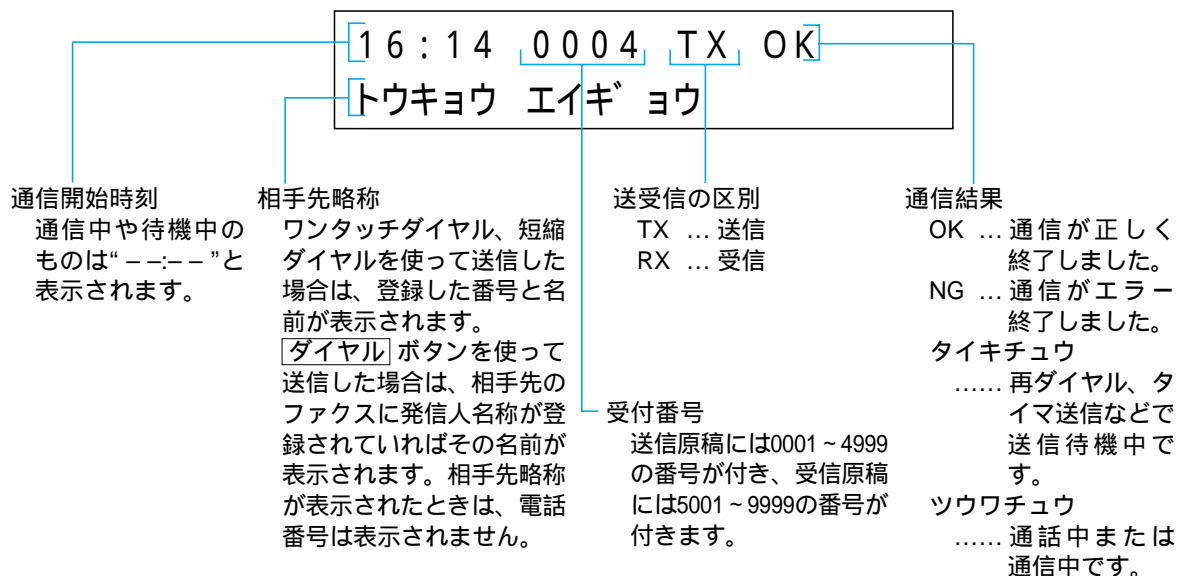 16:14 0004 TX OK
トウキョウ エイギ゛ョウ
通信開始時刻
通信中や待機中の
ものは“ – –:– – ”と
表示されます。
相手先略称
ワンタッチダイヤル、短縮
ダイヤルを使って送信した
場合は、登録した番号と名
前が表示されます。
ダイヤル ボタンを使って
送信した場合は、相手先の
ファクスに発信人名称が登
録されていればその名前が
表示されます。相手先略称
が表示されたときは、電話
番号は表示されません。
受付番号
送信原稿には0001~4999
の番号が付き、受信原稿
には5001~9999の番号が
付きます。
送受信の区別
TX … 送信
RX … 受信
通信結果
OK … 通信が正しく
終了しました。
NG … 通信がエラー
終了しました。
タイキチュウ
…… 再ダイヤル、タ
イマ送信などで
送信待機中で
す。
ツウワチュウ
…… 通話中または
通信中です。